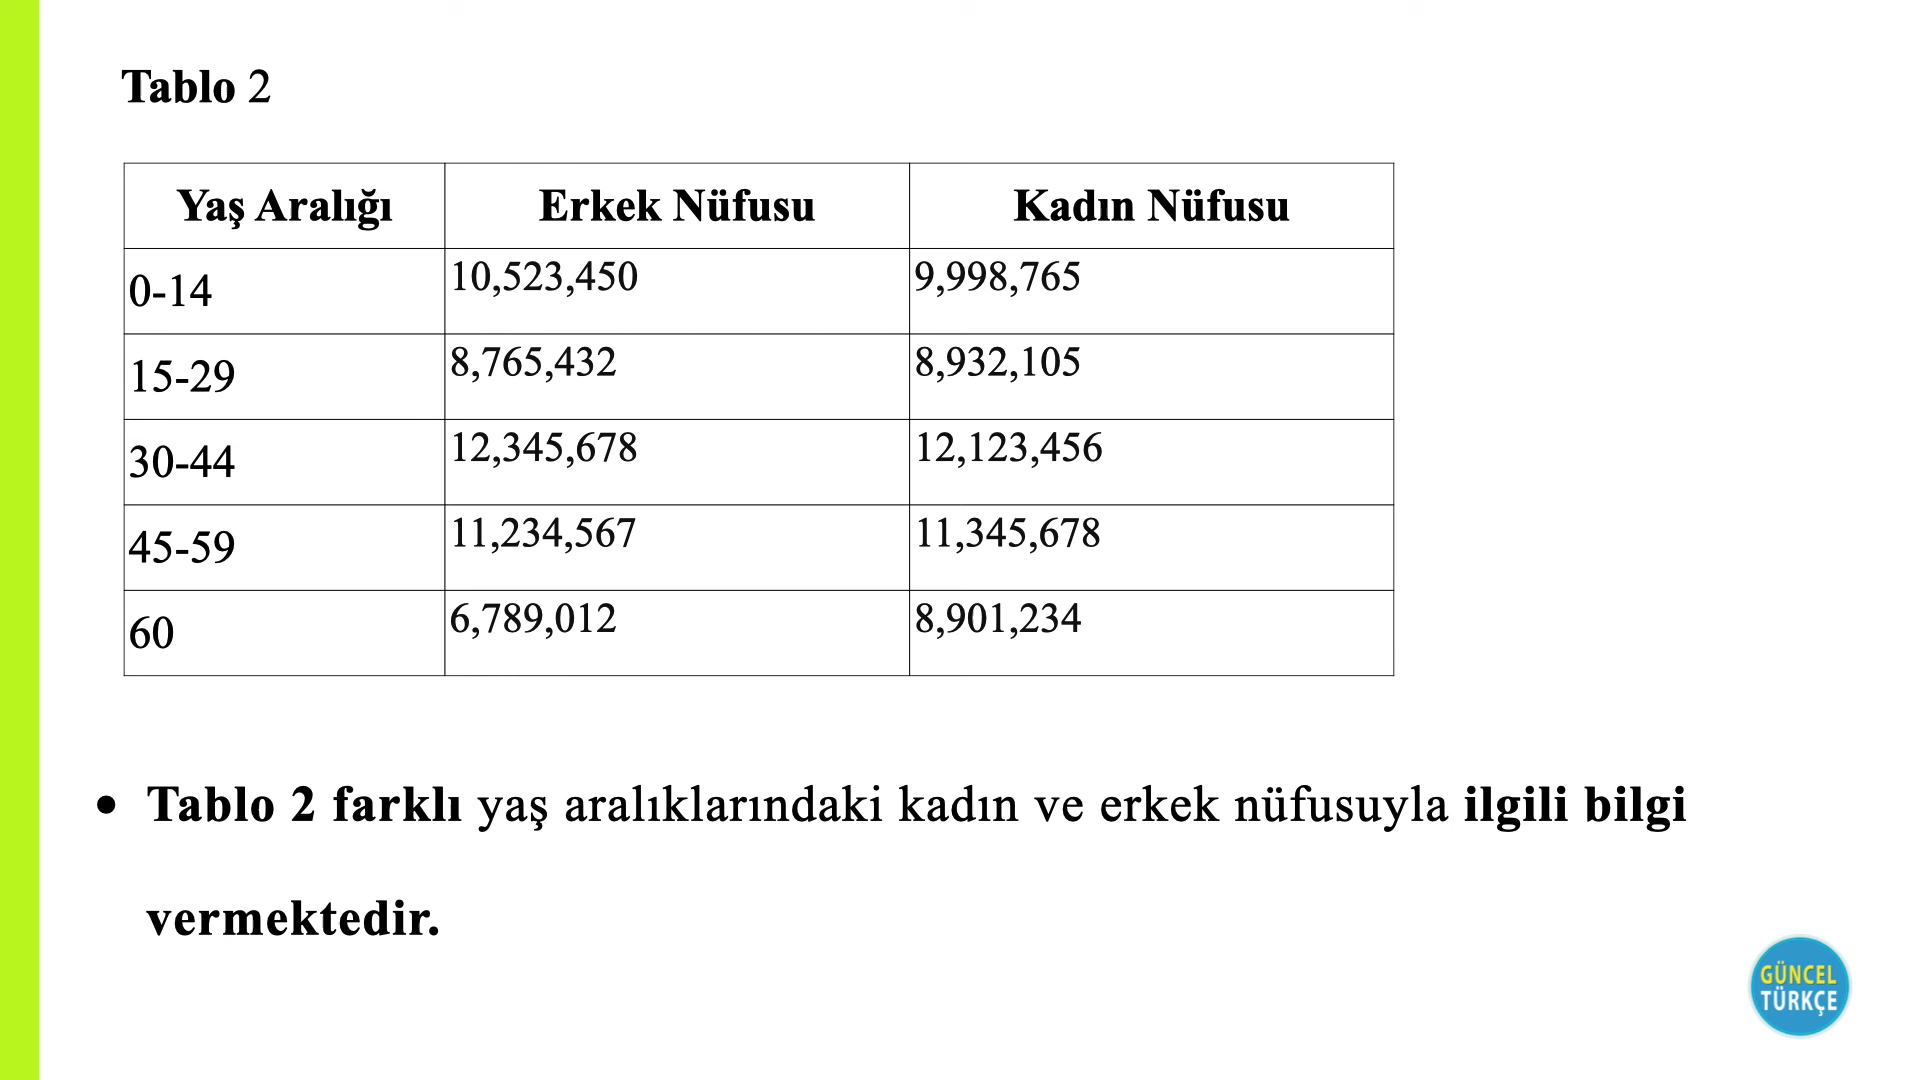 Tablo 2
Yaş Aralığı Erkek Nüfusu Kadın Nüfusu
0-14 10,523,450 9,998,765
15-29 8,765,432 8,932,105
30-44 12,345,678 12,123,456
45-59 11,234,567 11,345,678
60 6,789,012 8,901,234
• Tablo 2 farklı yaş aralıklarındaki kadın ve erkek nüfusuyla ilgili bilgi
vermektedir.
GÜNCEL
TÜRKÇE